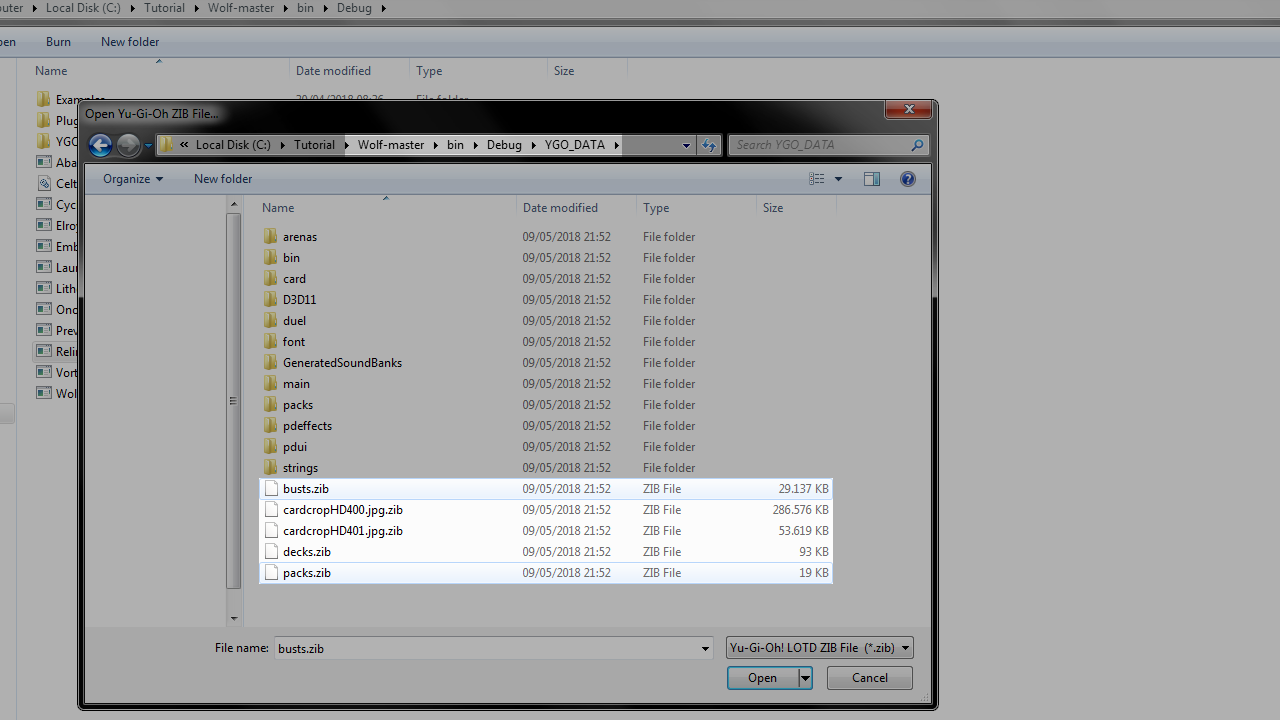 outer Local Disk (C:) Tutorial Wolf-master bin Debug
pen Burn New folder
Name Date modified Type Size
Examples 20/04/2018 08:36 File folder
Open Yu-Gi-Oh ZIB File...
Plug
« Local Disk (C:) Tutorial Wolf-master bin Debug YGO_DATA Search YGO_DATA
YGO
Aba
Organize New folder
Celt
Cyc
Name Date modified Type Size
Elroy
arenas 09/05/2018 21:52 File folder
Emb
bin 09/05/2018 21:52 File folder
Laun
card 09/05/2018 21:52 File folder
Lith
D3D11 09/05/2018 21:52 File folder
Onc
duel 09/05/2018 21:52 File folder
Prev
font 09/05/2018 21:52 File folder
Relin
GeneratedSoundBanks 09/05/2018 21:52 File folder
Vort
main 09/05/2018 21:52 File folder
Wol
packs 09/05/2018 21:52 File folder
pdeffects 09/05/2018 21:52 File folder
pdui 09/05/2018 21:52 File folder
strings 09/05/2018 21:52 File folder
busts.zib 09/05/2018 21:52 ZIB File 29.137 KB
cardcropHD400.jpg.zib 09/05/2018 21:52 ZIB File 286.576 KB
cardcropHD401.jpg.zib 09/05/2018 21:52 ZIB File 53.619 KB
decks.zib 09/05/2018 21:52 ZIB File 93 KB
packs.zib 09/05/2018 21:52 ZIB File 19 KB
File name: busts.zib Yu-Gi-Oh! LOTD ZIB File (*.zib)
Open Cancel